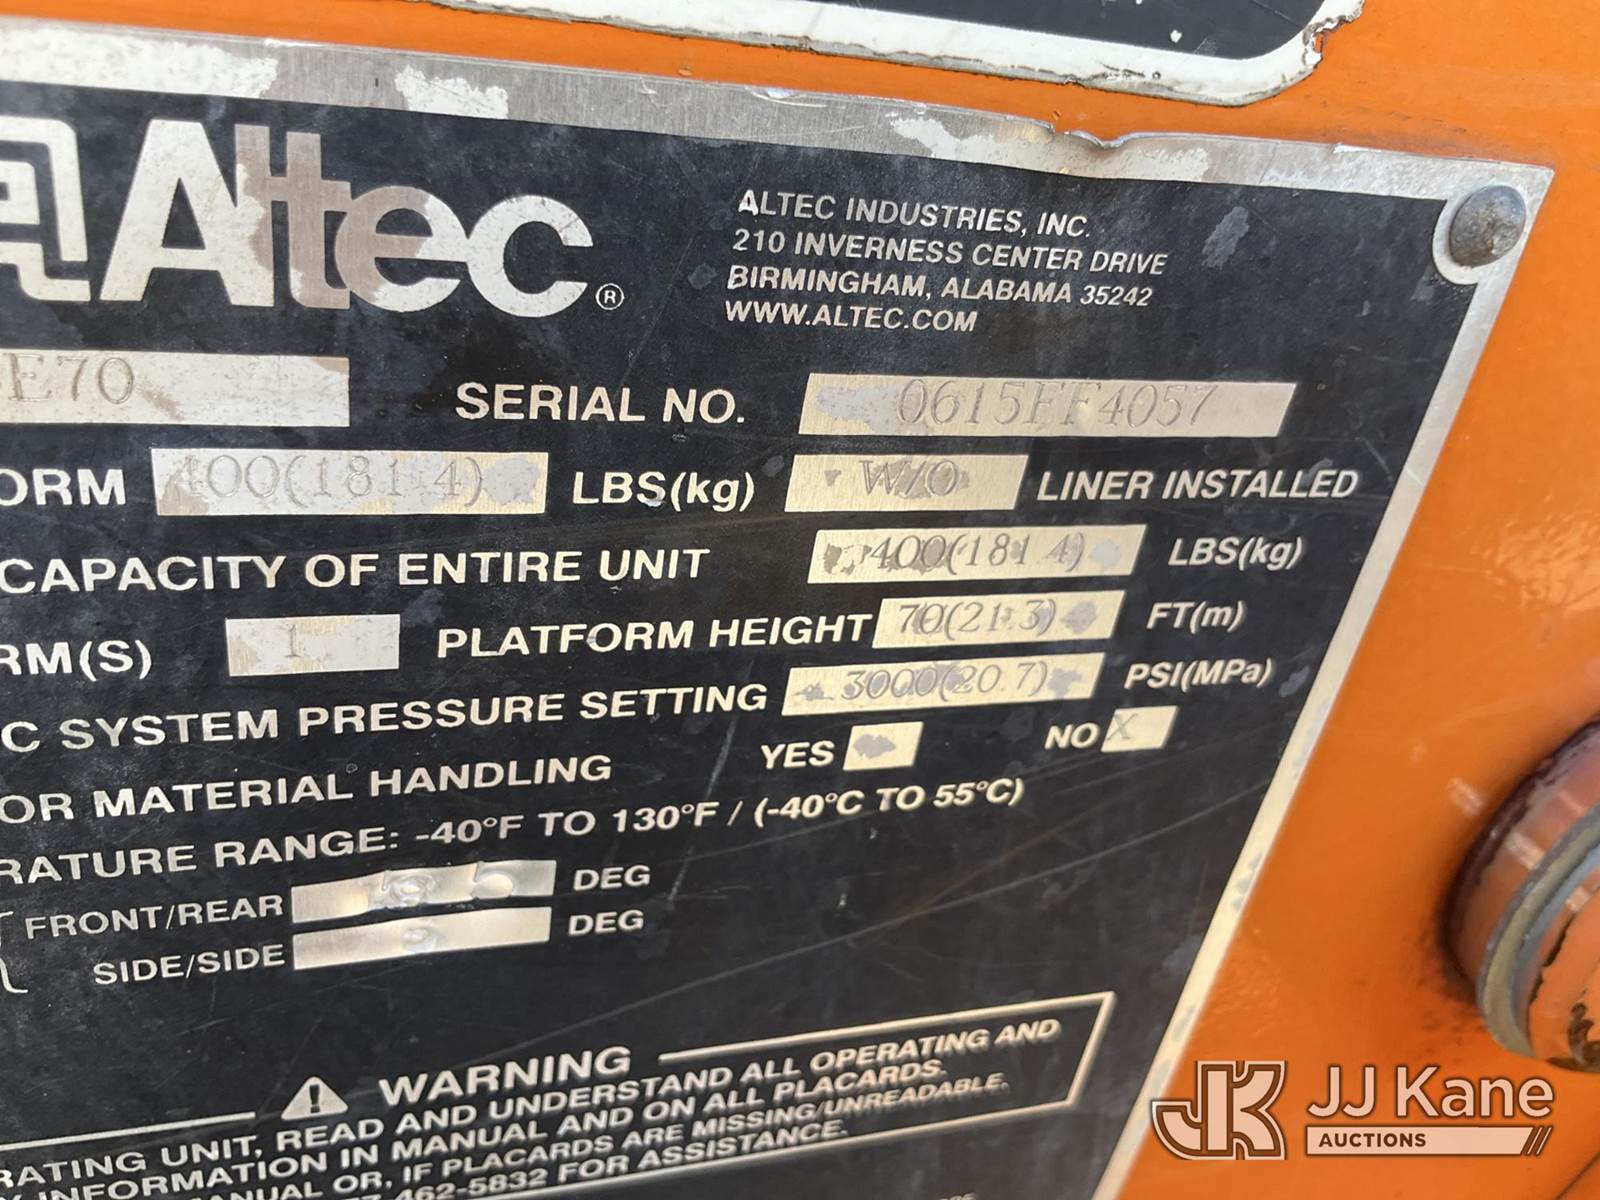 Altec®
ALTEC INDUSTRIES, INC.
210 INVERNESS CENTER DRIVE
BIRMINGHAM, ALABAMA 35242
WWW.ALTEC.COM
E70 SERIAL NO. 0615FF4057
ORM 400(181.4) LBS(kg) W/O LINER INSTALLED
CAPACITY OF ENTIRE UNIT 400(181.4) LBS(kg)
RM(S) 1 PLATFORM HEIGHT 70(21.3) FT(m)
C SYSTEM PRESSURE SETTING 3000(20.7) PSI(MPa)
OR MATERIAL HANDLING YES NO X
RATURE RANGE: -40°F TO 130°F / (-40°C TO 55°C)
FRONT/REAR 5 DEG
SIDE/SIDE DEG
WARNING
RATING UNIT, READ AND UNDERSTAND ALL OPERATING AND
Y INFORMATION IN MANUAL AND ON ALL PLACARDS.
ANUAL OR, IF PLACARDS ARE MISSING/UNREADABLE,
7-462-5832 FOR ASSISTANCE.
JK JJ Kane
AUCTIONS